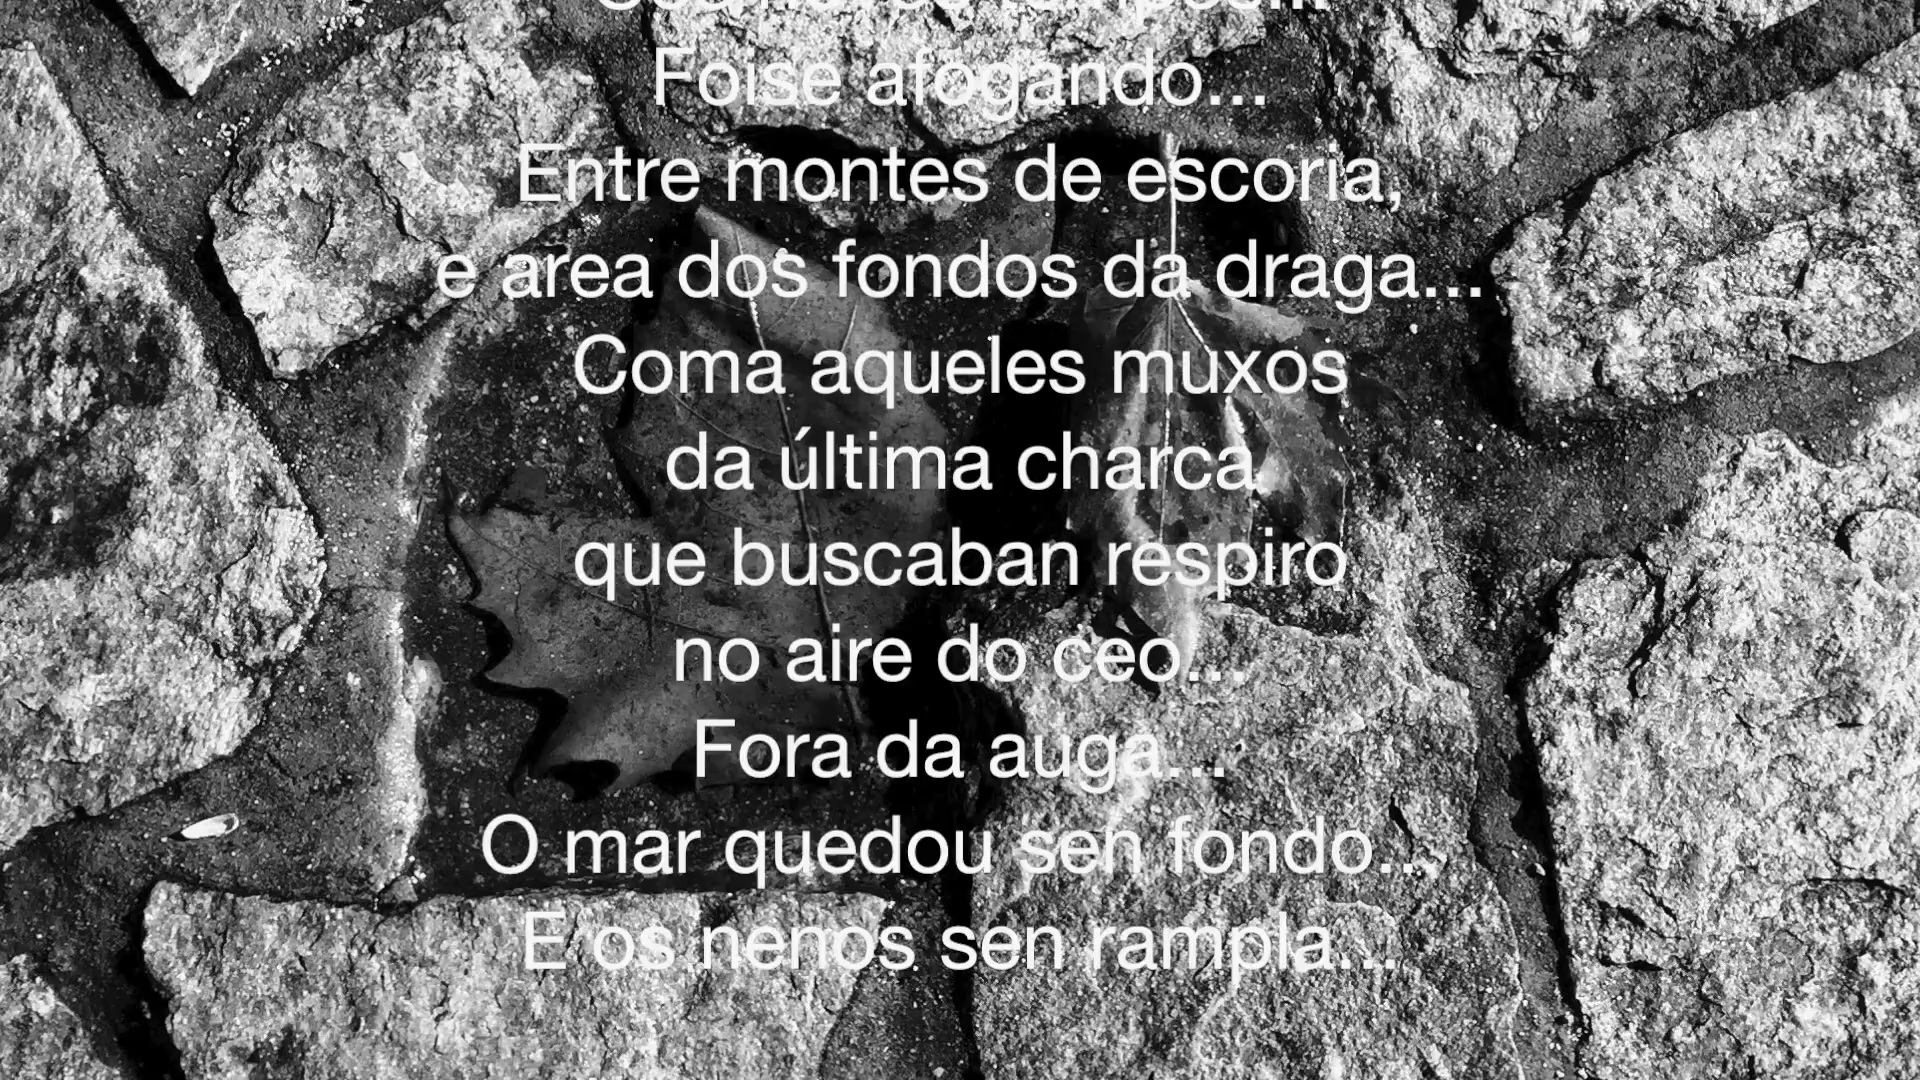 Foise afogando...
Entre montes de escoria,
e area dos fondos da draga...
Coma aqueles muxos
da última charca
que buscaban respiro
no aire do ceo...
Fora da auga...
O mar quedou sen fondo...
E os nenos sen rampla...